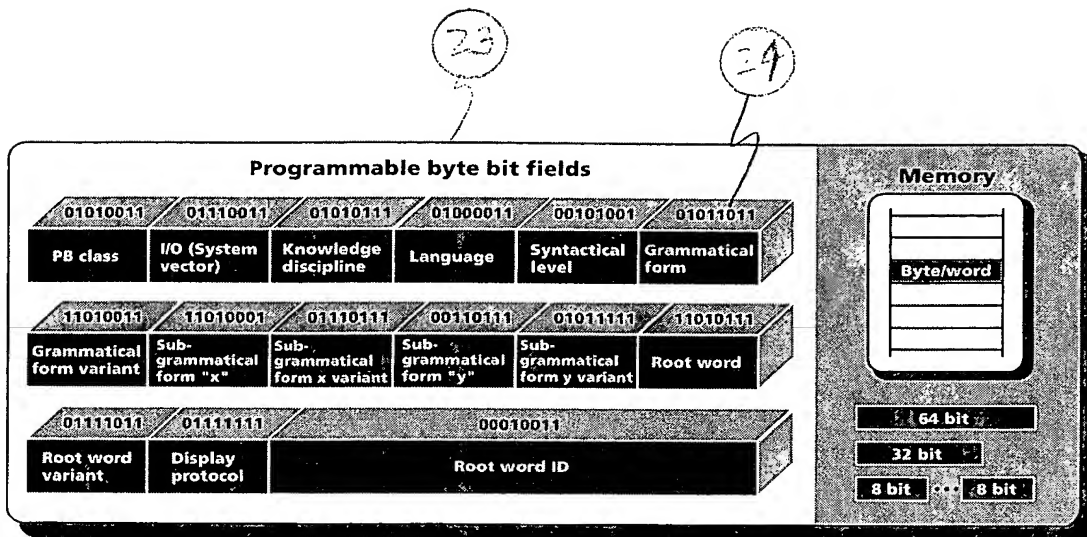 23
24
Programmable byte bit fields
01010011 01110011 01010111 01000011 00101001 01011011
PB class
I/O (System
vector)
Knowledge
discipline
Language
Syntactical
level
Grammatical
form
11010011 11010001 01110111 00110111 01011111 11010111
Grammatical
form variant
Sub-
grammatical
form "x"
Sub-
grammatical
form x variant
Sub-
grammatical
form "y"
Sub-
grammatical
form y variant
Root word
01111011 01111111 00010011
Root word
variant
Display
protocol
Root word ID
Memory
Byte/word
64 bit
32 bit
8 bit ••• 8 bit